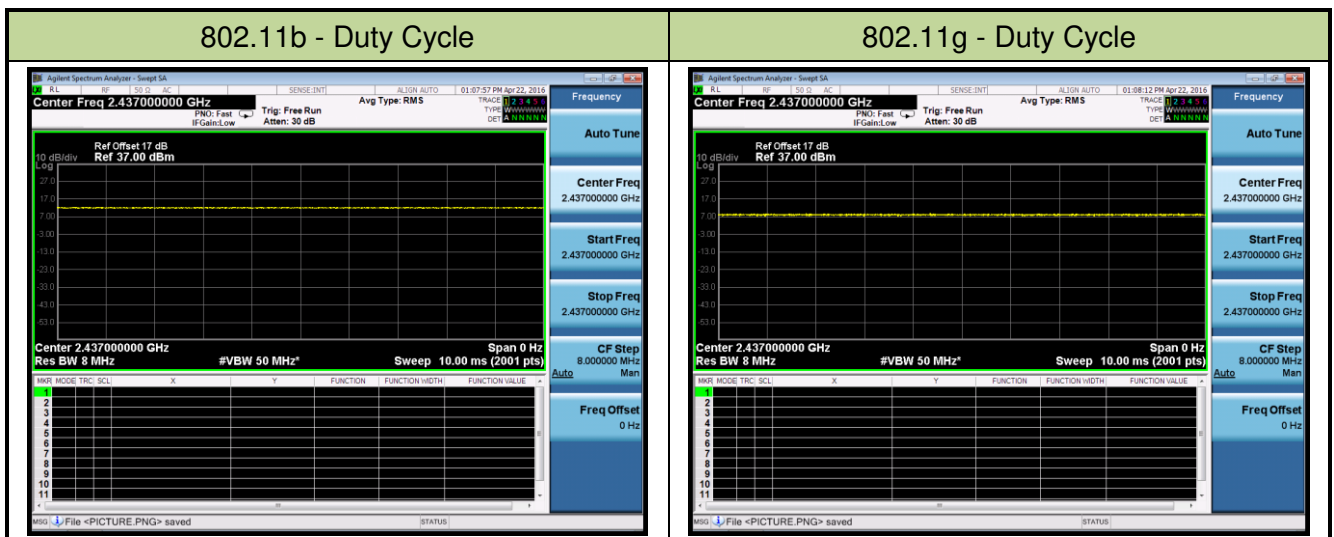 802.11b - Duty Cycle
802.11g - Duty Cycle
Agilent Spectrum Analyzer - Swept SA
RL RF 50 Ω AC SENSE:INT ALIGN AUTO 01:07:57 PM Apr 22, 2016
Center Freq 2.437000000 GHz
PNO: Fast
IFGain:Low
Trig: Free Run
Atten: 30 dB
Avg Type: RMS
TRACE 1 2 3 4 5 6
TYPE WWWWWW
DET A N N N N N
Ref Offset 17 dB
10 dB/div Ref 37.00 dBm
Log
27.0
17.0
7.00
-3.00
-13.0
-23.0
-33.0
-43.0
-53.0
Center 2.437000000 GHz Span 0 Hz
Res BW 8 MHz #VBW 50 MHz* Sweep 10.00 ms (2001 pts)
MKR MODE TRC SCL X Y FUNCTION FUNCTION WIDTH FUNCTION VALUE
1
2
3
4
5
6
7
8
9
10
11
MSG File <PICTURE.PNG> saved STATUS
Frequency
Auto Tune
Center Freq
2.437000000 GHz
Start Freq
2.437000000 GHz
Stop Freq
2.437000000 GHz
CF Step
8.000000 MHz
Auto Man
Freq Offset
0 Hz
Agilent Spectrum Analyzer - Swept SA
RL RF 50 Ω AC SENSE:INT ALIGN AUTO 01:08:12 PM Apr 22, 2016
Center Freq 2.437000000 GHz
PNO: Fast
IFGain:Low
Trig: Free Run
Atten: 30 dB
Avg Type: RMS
TRACE 1 2 3 4 5 6
TYPE WWWWWW
DET A N N N N N
Ref Offset 17 dB
10 dB/div Ref 37.00 dBm
Log
27.0
17.0
7.00
-3.00
-13.0
-23.0
-33.0
-43.0
-53.0
Center 2.437000000 GHz Span 0 Hz
Res BW 8 MHz #VBW 50 MHz* Sweep 10.00 ms (2001 pts)
MKR MODE TRC SCL X Y FUNCTION FUNCTION WIDTH FUNCTION VALUE
1
2
3
4
5
6
7
8
9
10
11
MSG File <PICTURE.PNG> saved STATUS
Frequency
Auto Tune
Center Freq
2.437000000 GHz
Start Freq
2.437000000 GHz
Stop Freq
2.437000000 GHz
CF Step
8.000000 MHz
Auto Man
Freq Offset
0 Hz